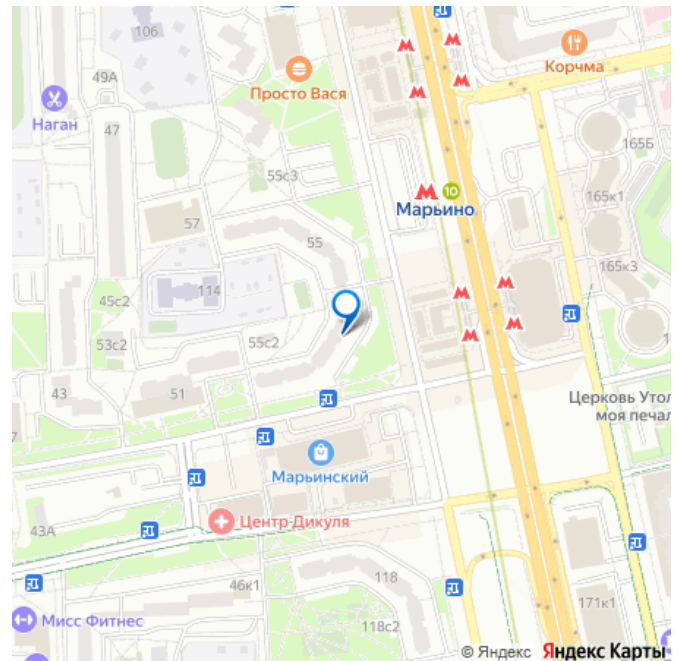 106
49А
Просто Вася
Корчма
Наган
47
165Б
55с3
10
165к1
Марьино
57
55
165к3
114
45с2
53с2
55с2
43
51
Церковь Утол
моя печал
Марьинский
43А
Центр Дикуля
46к1
118
171к1
Мисс Фитнес
118с2
© Яндекс Яндекс Карты